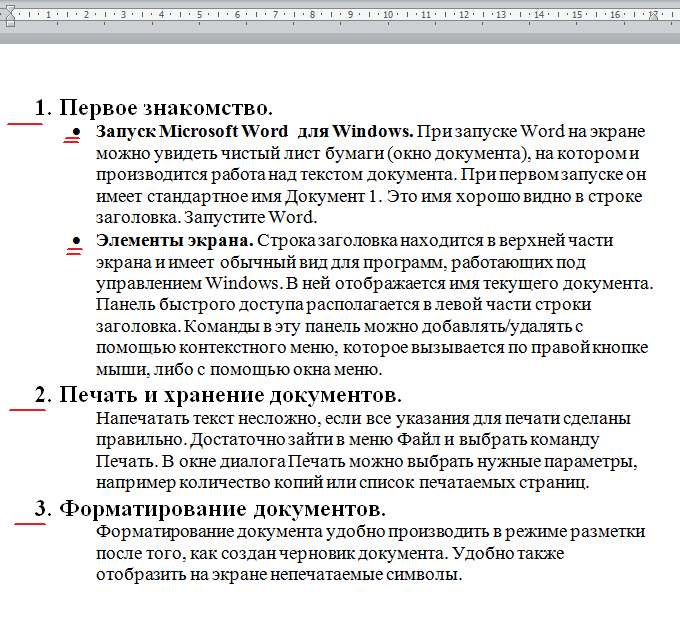 1 2 3 4 5 6 7 8 9 10 11 12 13 14 15 16 17
1. Первое знакомство.
• Запуск Microsoft Word для Windows. При запуске Word на экране
можно увидеть чистый лист бумаги (окно документа), на котором и
производится работа над текстом документа. При первом запуске он
имеет стандартное имя Документ 1. Это имя хорошо видно в строке
заголовка. Запустите Word.
• Элементы экрана. Строка заголовка находится в верхней части
экрана и имеет обычный вид для программ, работающих под
управлением Windows. В ней отображается имя текущего документа.
Панель быстрого доступа располагается в левой части строки
заголовка. Команды в эту панель можно добавлять/удалять с
помощью контекстного меню, которое вызывается по правой кнопке
мыши, либо с помощью окна меню.
2. Печать и хранение документов.
Напечатать текст несложно, если все указания для печати сделаны
правильно. Достаточно зайти в меню Файл и выбрать команду
Печать. В окне диалога Печать можно выбрать нужные параметры,
например количество копий или список печатаемых страниц.
3. Форматирование документов.
Форматирование документа удобно производить в режиме разметки
после того, как создан черновик документа. Удобно также
отобразить на экране непечатаемые символы.